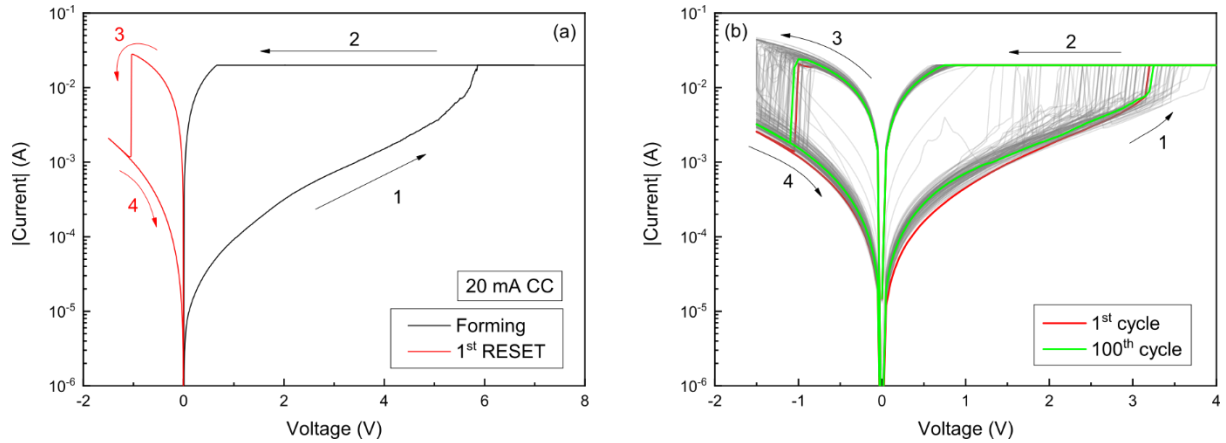 (a)
3
2
1
4
20 mA CC
Forming
1st RESET
10-1
10-2
10-3
10-4
10-5
10-6
|Current| (A)
-2 0 2 4 6 8
Voltage (V)
(b)
3
2
1
4
1st cycle
100th cycle
10-1
10-2
10-3
10-4
10-5
10-6
|Current| (A)
-1 0 1 2 3 4
Voltage (V)